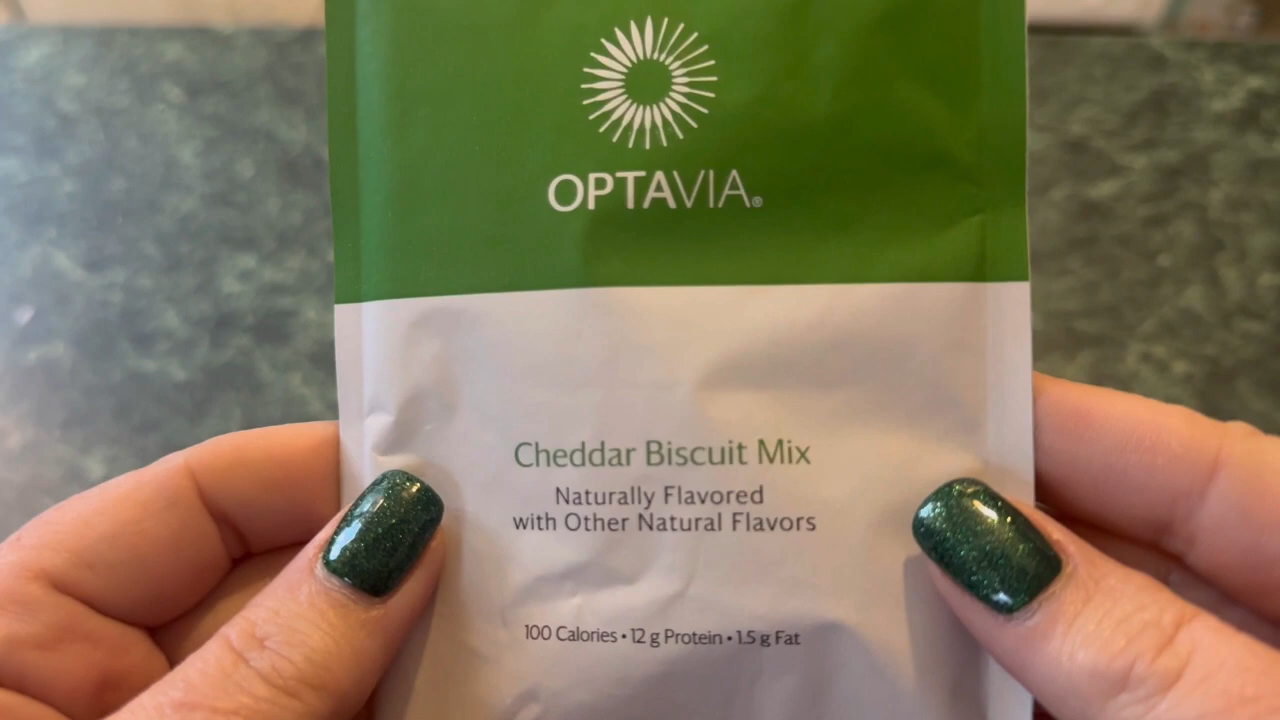 OPTAVIA®
Cheddar Biscuit Mix
Naturally Flavored
with Other Natural Flavors
100 Calories • 12 g Protein • 1.5 g Fat